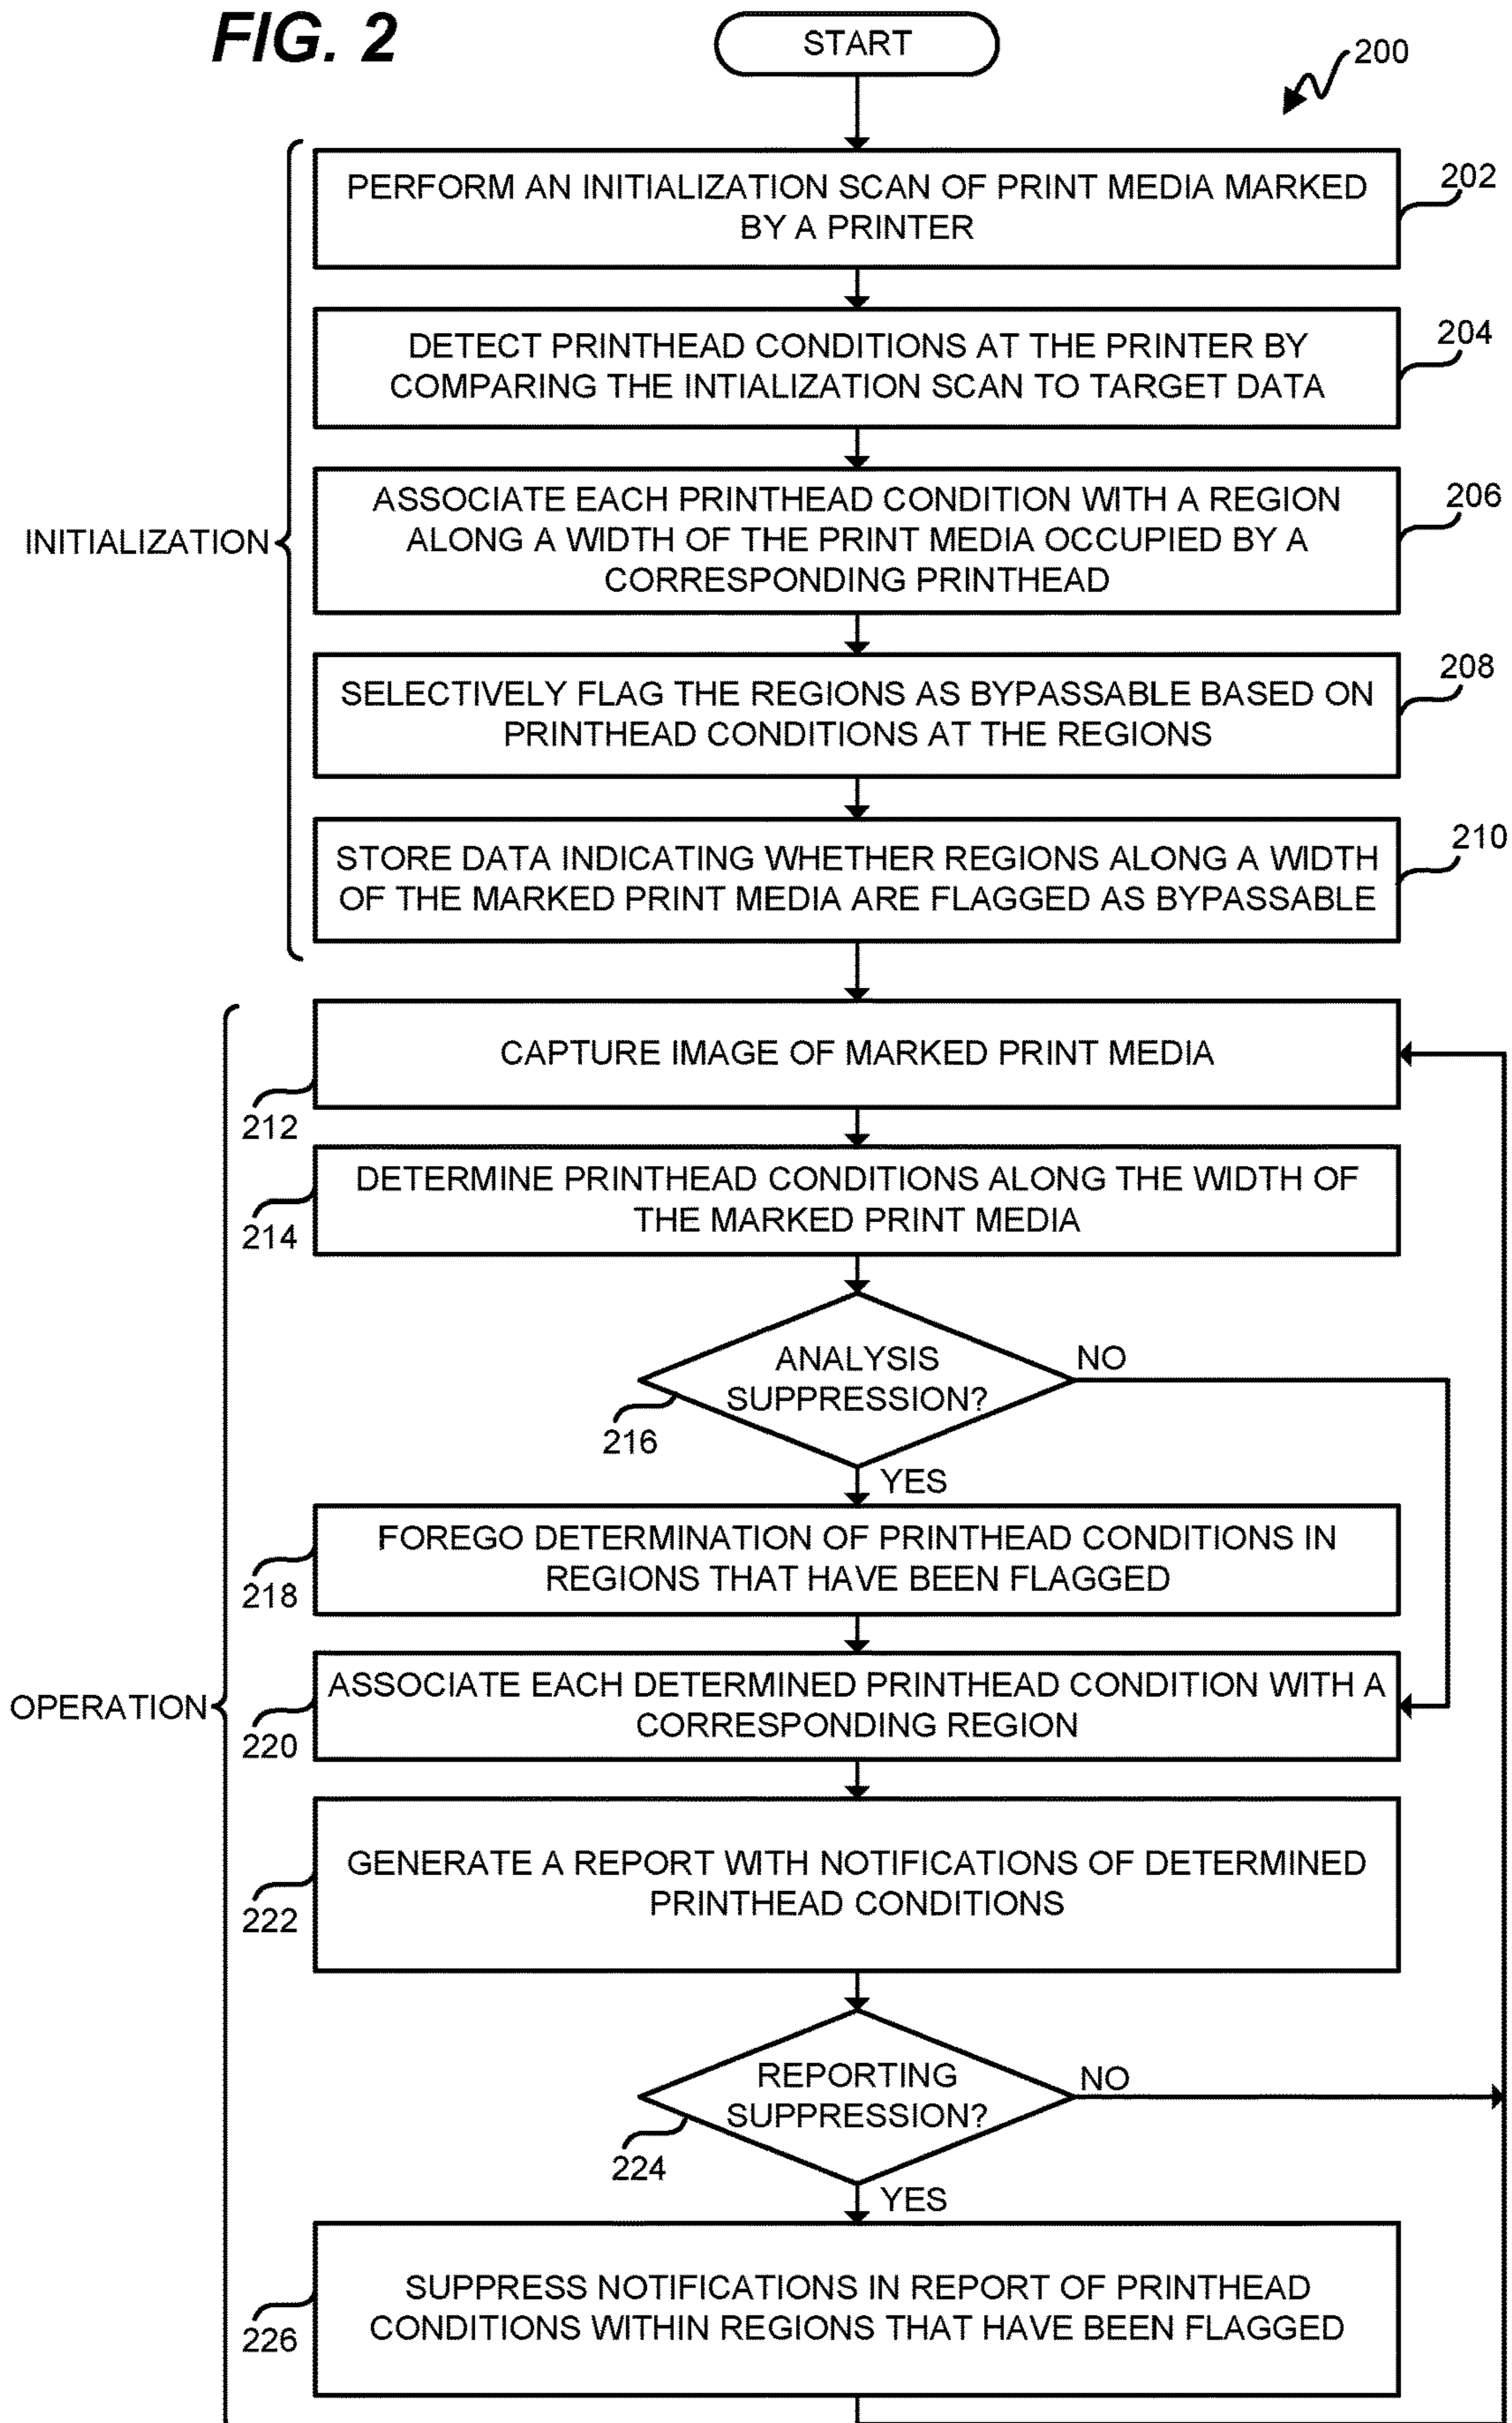 FIG. 2
START
200
PERFORM AN INITIALIZATION SCAN OF PRINT MEDIA MARKED
BY A PRINTER
202
DETECT PRINTHEAD CONDITIONS AT THE PRINTER BY
COMPARING THE INTIALIZATION SCAN TO TARGET DATA
204
INITIALIZATION
ASSOCIATE EACH PRINTHEAD CONDITION WITH A REGION
ALONG A WIDTH OF THE PRINT MEDIA OCCUPIED BY A
CORRESPONDING PRINTHEAD
206
SELECTIVELY FLAG THE REGIONS AS BYPASSABLE BASED ON
PRINTHEAD CONDITIONS AT THE REGIONS
208
STORE DATA INDICATING WHETHER REGIONS ALONG A WIDTH
OF THE MARKED PRINT MEDIA ARE FLAGGED AS BYPASSABLE
210
CAPTURE IMAGE OF MARKED PRINT MEDIA
212
DETERMINE PRINTHEAD CONDITIONS ALONG THE WIDTH OF
THE MARKED PRINT MEDIA
214
ANALYSIS
SUPPRESSION?
NO
216
YES
FOREGO DETERMINATION OF PRINTHEAD CONDITIONS IN
REGIONS THAT HAVE BEEN FLAGGED
218
OPERATION
ASSOCIATE EACH DETERMINED PRINTHEAD CONDITION WITH A
CORRESPONDING REGION
220
GENERATE A REPORT WITH NOTIFICATIONS OF DETERMINED
PRINTHEAD CONDITIONS
222
REPORTING
SUPPRESSION?
NO
224
YES
SUPPRESS NOTIFICATIONS IN REPORT OF PRINTHEAD
CONDITIONS WITHIN REGIONS THAT HAVE BEEN FLAGGED
226